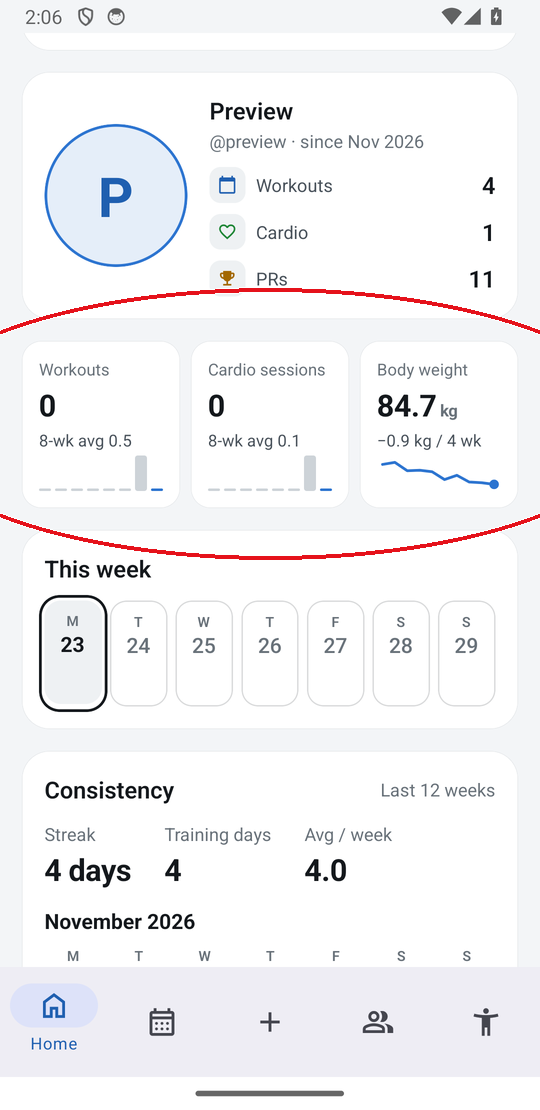 2:06
Preview
@preview · since Nov 2026
P
Workouts 4
Cardio 1
PRs 11
Workouts
0
8-wk avg 0.5
Cardio sessions
0
8-wk avg 0.1
Body weight
84.7 kg
−0.9 kg / 4 wk
This week
M T W T F S S
23 24 25 26 27 28 29
Consistency Last 12 weeks
Streak Training days Avg / week
4 days 4 4.0
November 2026
M T W T F S S
Home